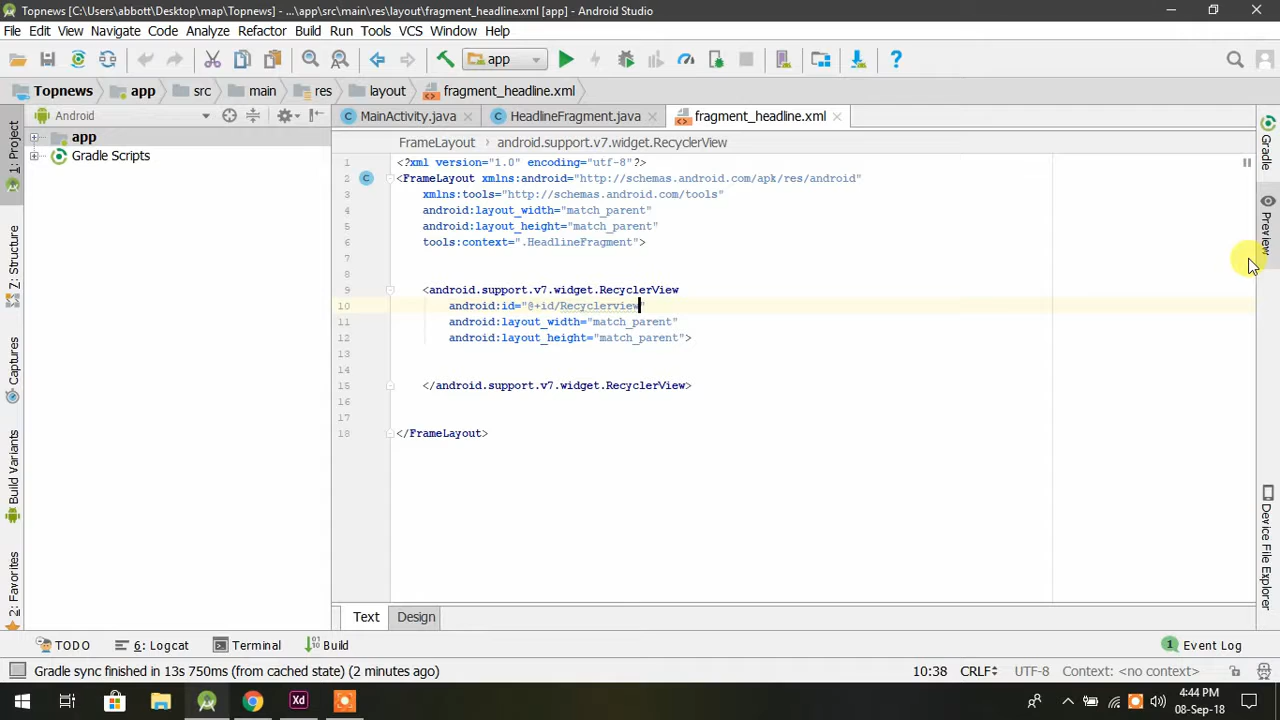 Topnews [C:\Users\abbott\Desktop\map\Topnews] - ...\app\src\main\res\layout\fragment_headline.xml [app] - Android Studio
File Edit View Navigate Code Analyze Refactor Build Run Tools VCS Window Help
app
Topnews app src main res layout fragment_headline.xml
Android
MainActivity.java HeadlineFragment.java fragment_headline.xml
app
Gradle Scripts
FrameLayout android.support.v7.widget.RecyclerView
1 <?xml version="1.0" encoding="utf-8"?>
2 <FrameLayout xmlns:android="http://schemas.android.com/apk/res/android"
3 xmlns:tools="http://schemas.android.com/tools"
4 android:layout_width="match_parent"
5 android:layout_height="match_parent"
6 tools:context=".HeadlineFragment">
7
8
9 <android.support.v7.widget.RecyclerView
10 android:id="@+id/Recyclerview"
11 android:layout_width="match_parent"
12 android:layout_height="match_parent">
13
14
15 </android.support.v7.widget.RecyclerView>
16
17
18 </FrameLayout>
1: Project
7: Structure
Captures
Build Variants
2: Favorites
Gradle
Preview
Device File Explorer
Text Design
TODO 6: Logcat Terminal Build 1 Event Log
Gradle sync finished in 13s 750ms (from cached state) (2 minutes ago) 10:38 CRLF UTF-8 Context: <no context>
Xd
4:44 PM
08-Sep-18